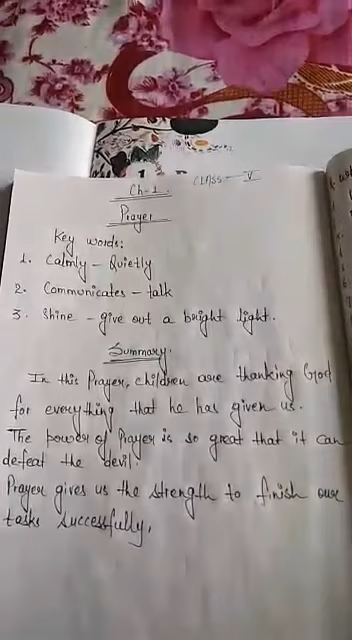 Ch-1.
CLASS - V
Prayer
Key words:
1. Calmly - Quietly
2. Communicates - talk
3. Shine - give out a bright light.
Summary.
In this Prayer, children are thanking God
for everything that he has given us.
The power of Prayer is so great that it can
defeat the devil.
Prayer gives us the strength to finish our
tasks successfully.